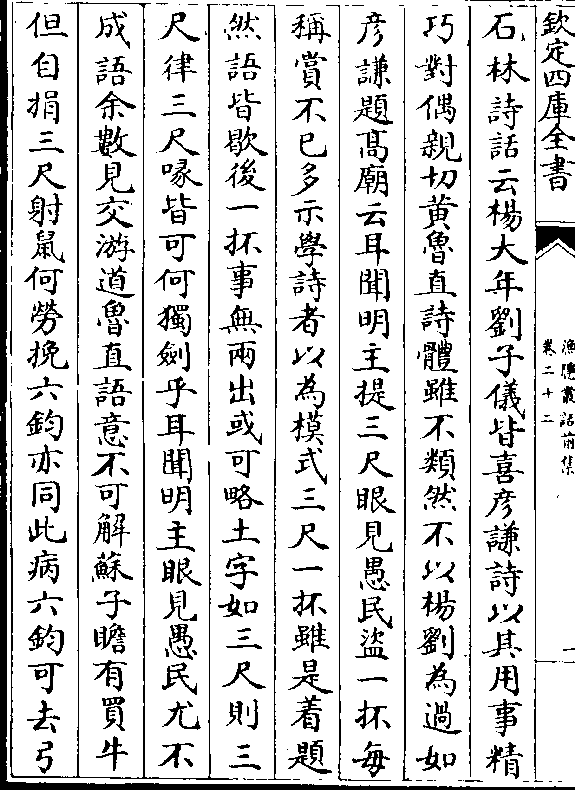 欽定四庫全書
漁隱叢話前集
卷二十二
石林詩話云楊大年劉子儀皆喜彦謙詩以其用事精
巧對偶親切黄魯直詩體雖不類然不以楊劉為過如
彦謙題髙廟云耳聞明主提三尺眼見愚民盜一抔每
稱賞不已多示學詩者以為模式三尺一抔雖是着題
然語皆歇後一抔事無兩出或可略土字如三尺則三
尺律三尺喙皆可何獨劍乎耳聞明主眼見愚民尤不
成語余數見交游道魯直語意不可解蘇子瞻有買牛
但自捐三尺射鼠何勞挽六鈞亦同此病六鈞可去弓